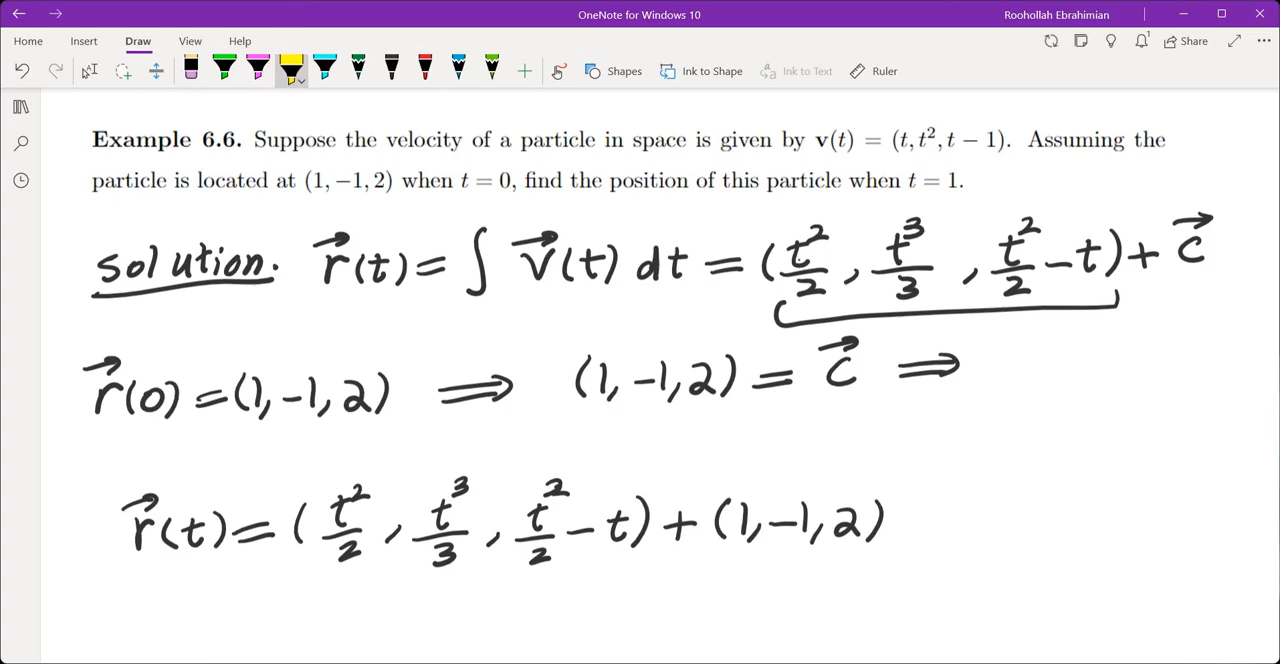 OneNote for Windows 10
Roohollah Ebrahimian
Home Insert Draw View Help
Share
Shapes Ink to Shape Ink to Text Ruler
Example 6.6. Suppose the velocity of a particle in space is given by v(t) = (t, t², t − 1). Assuming the
particle is located at (1, −1, 2) when t = 0, find the position of this particle when t = 1.
solution. r⃗(t) = ∫ v⃗(t) dt = (t²/2, t³/3, t²/2 − t) + c⃗
r⃗(0) = (1, −1, 2) ⟹ (1, −1, 2) = c⃗ ⟹
r⃗(t) = (t²/2, t³/3, t²/2 − t) + (1, −1, 2)